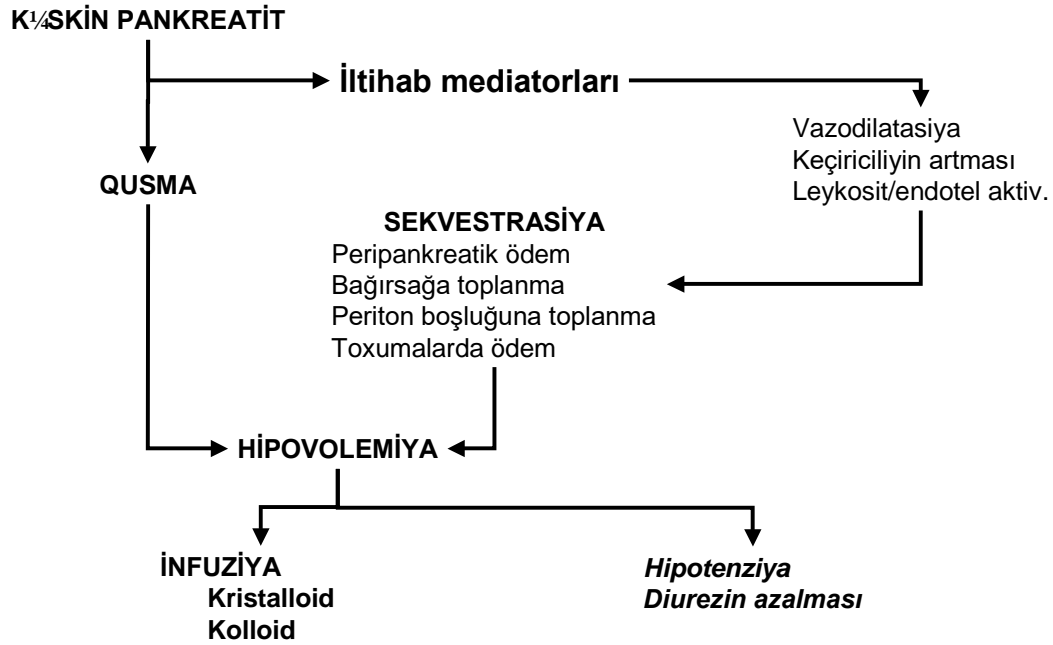 K¼SKİN PANKREATİT
İltihab mediatorları
Vazodilatasiya
Keçiriciliyin artması
Leykosit/endotel aktiv.
QUSMA
SEKVESTRASİYA
Peripankreatik ödem
Bağırsağa toplanma
Periton boşluğuna toplanma
Toxumalarda ödem
HİPOVOLEMİYA
İNFUZİYA
Kristalloid
Kolloid
Hipotenziya
Diurezin azalması